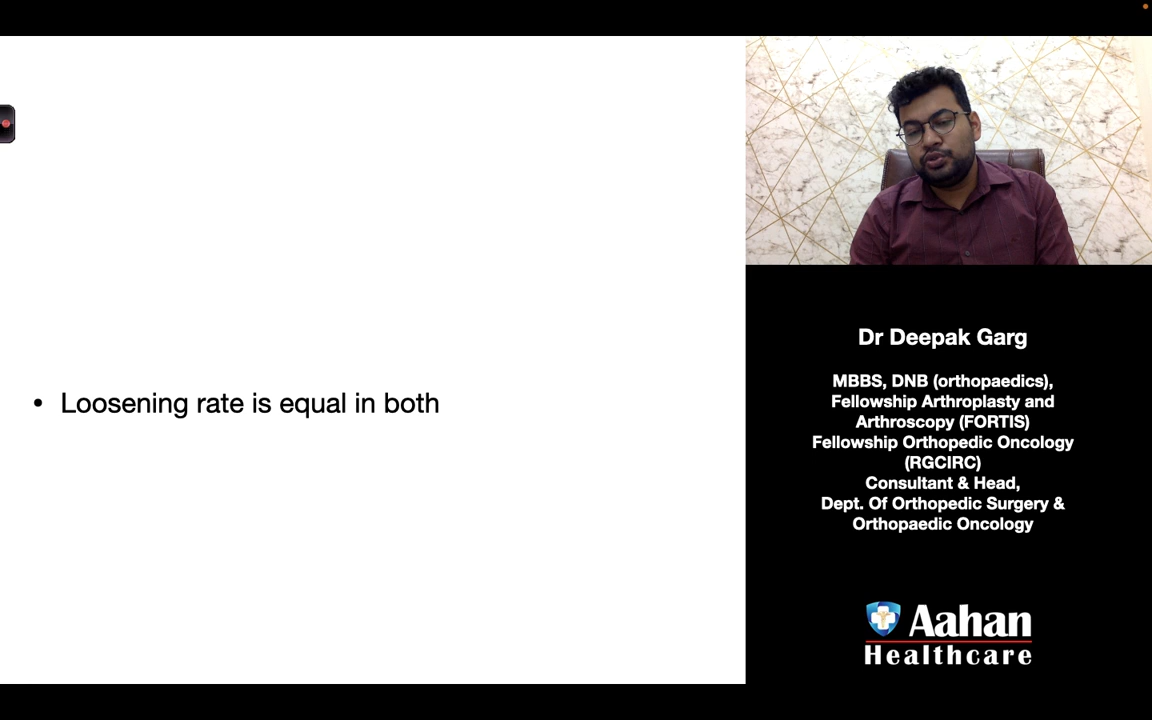 • Loosening rate is equal in both
Dr Deepak Garg
MBBS, DNB (orthopaedics),
Fellowship Arthroplasty and
Arthroscopy (FORTIS)
Fellowship Orthopedic Oncology
(RGCIRC)
Consultant & Head,
Dept. Of Orthopedic Surgery &
Orthopaedic Oncology
Aahan
Healthcare